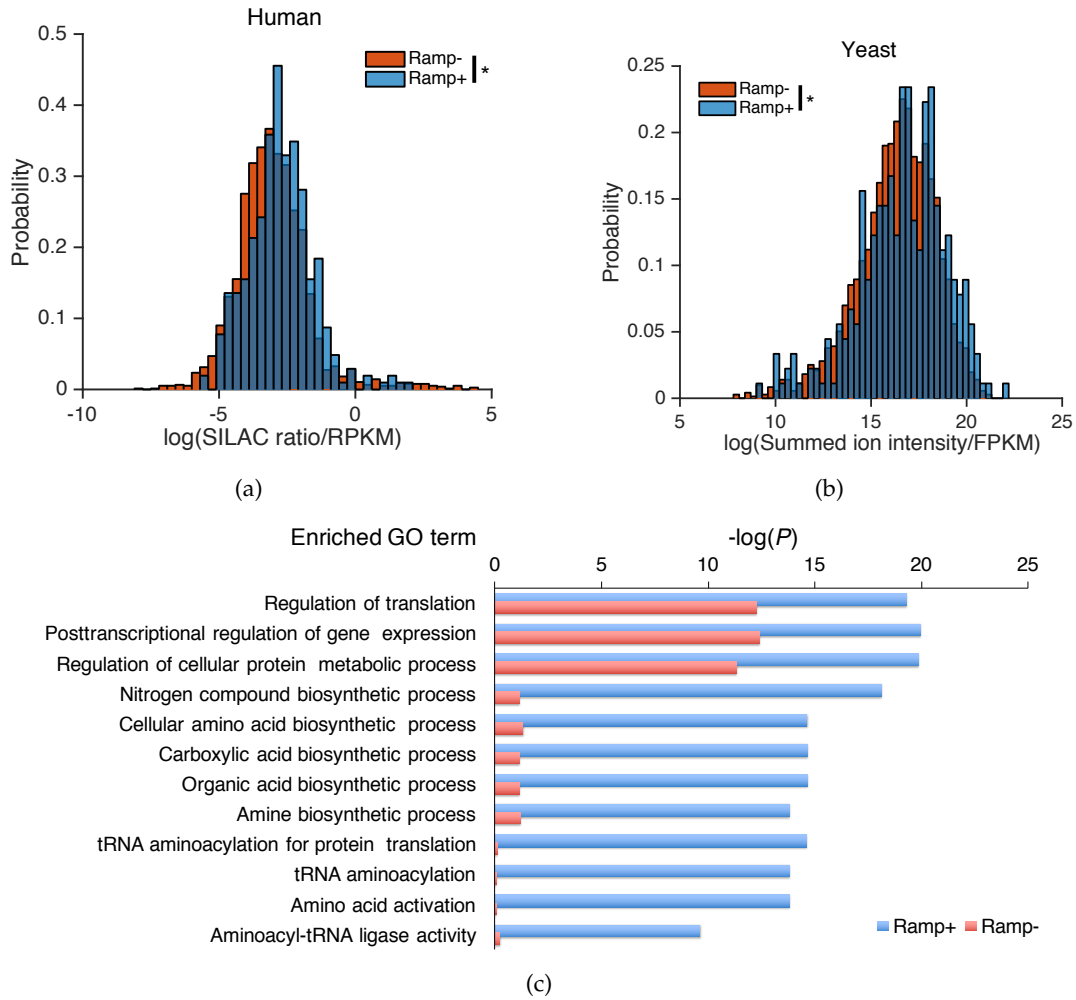 Human
0.5
0.4
0.3
0.2
0.1
0
Probability
-10
-5
0
5
log(SILAC ratio/RPKM)
Ramp-
Ramp+
*
(a)
Yeast
0.25
0.2
0.15
0.1
0.05
0
Probability
5
10
15
20
25
log(Summed ion intensity/FPKM)
Ramp-
Ramp+
*
(b)
Enriched GO term
-log(P)
0
5
10
15
20
25
Regulation of translation
Posttranscriptional regulation of gene expression
Regulation of cellular protein metabolic process
Nitrogen compound biosynthetic process
Cellular amino acid biosynthetic process
Carboxylic acid biosynthetic process
Organic acid biosynthetic process
Amine biosynthetic process
tRNA aminoacylation for protein translation
tRNA aminoacylation
Amino acid activation
Aminoacyl-tRNA ligase activity
Ramp+
Ramp-
(c)